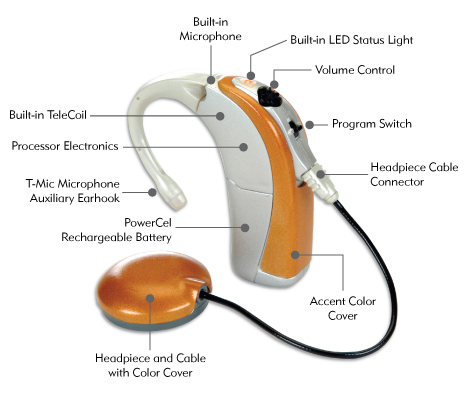 Built-in
Microphone
Built-in LED Status Light
Volume Control
Built-in TeleCoil
Program Switch
Processor Electronics
Headpiece Cable
Connector
T-Mic Microphone
Auxiliary Earhook
PowerCel
Rechargeable Battery
Accent Color
Cover
Headpiece and Cable
with Color Cover